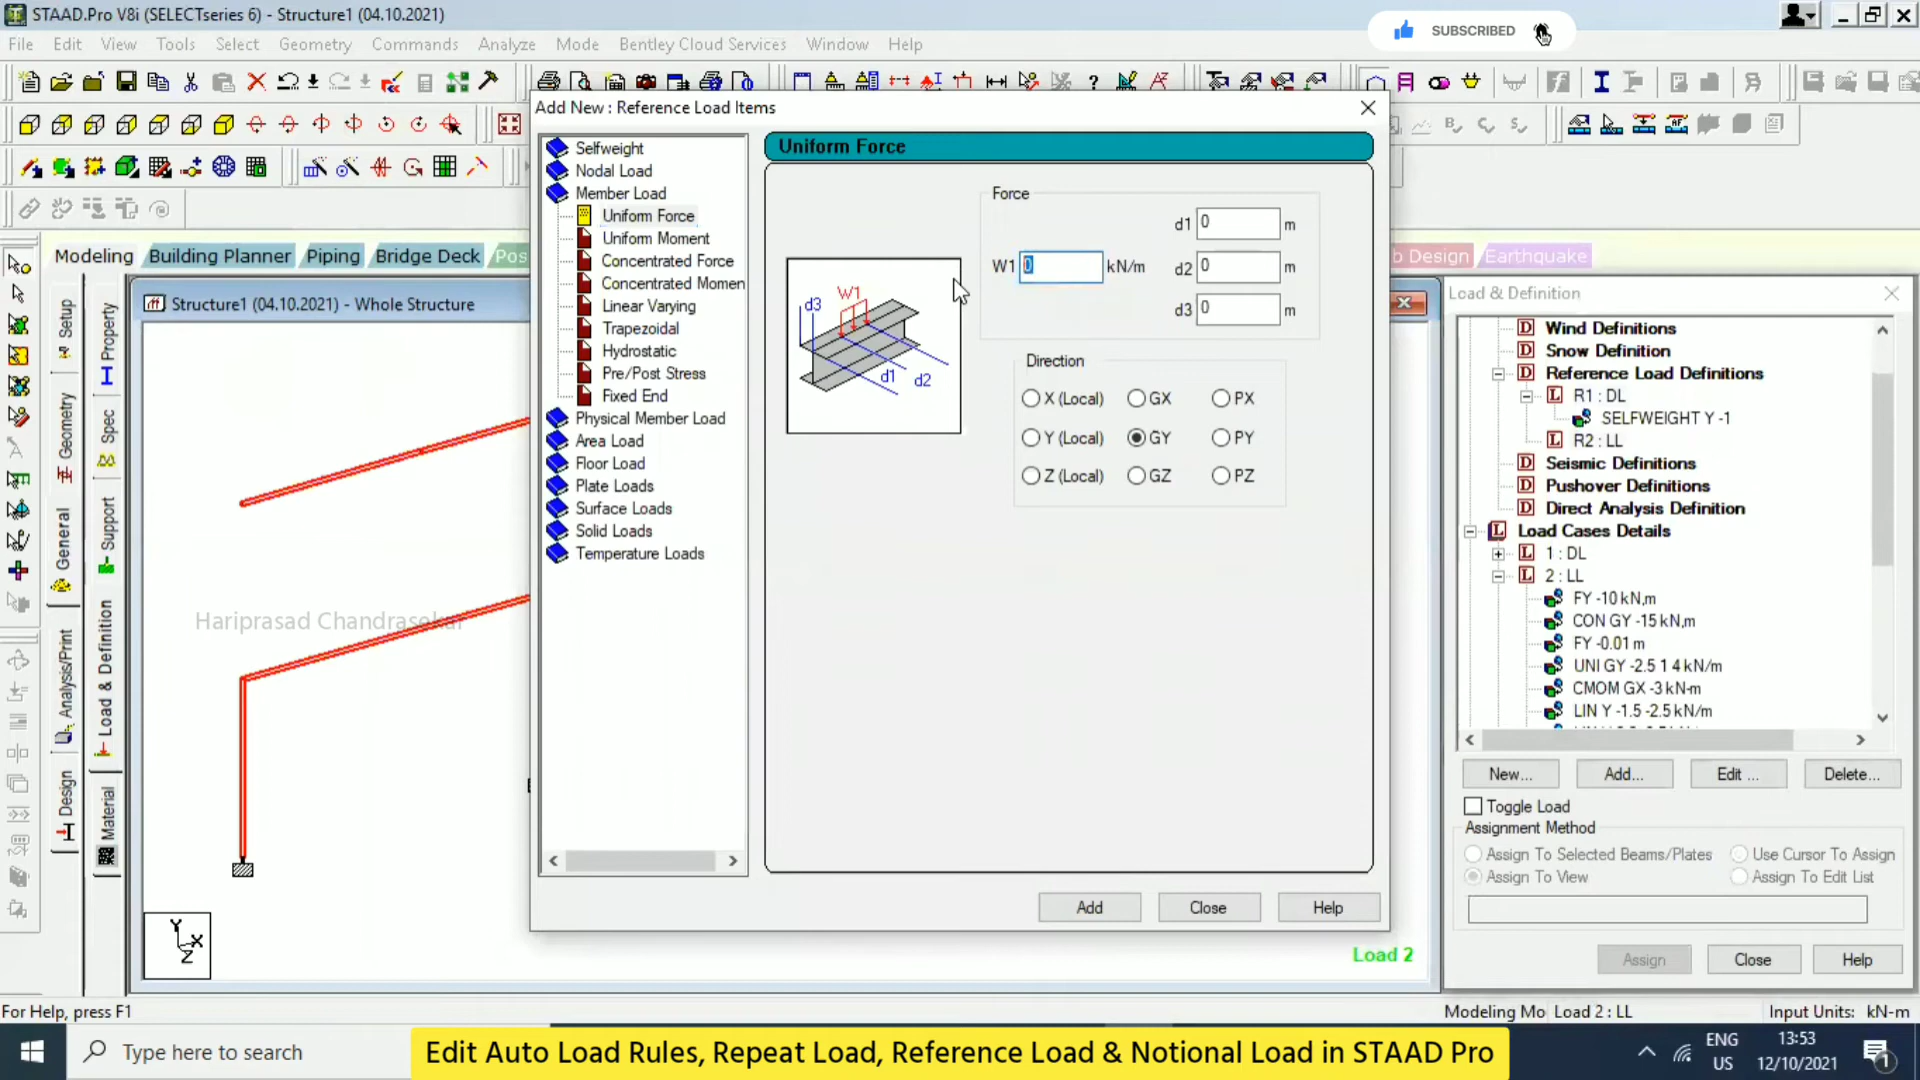 STAAD.Pro V8i (SELECTseries 6) - Structure1 (04.10.2021)
SUBSCRIBED
File Edit View Tools Select Geometry Commands Analyze Mode Bentley Cloud Services Window Help
Add New : Reference Load Items
Selfweight
Nodal Load
Member Load
Uniform Force
Uniform Moment
Concentrated Force
Concentrated Momen
Linear Varying
Trapezoidal
Hydrostatic
Pre/Post Stress
Fixed End
Physical Member Load
Area Load
Floor Load
Plate Loads
Surface Loads
Solid Loads
Temperature Loads
Uniform Force
Force
d1 0 m
W1 0 kN/m d2 0 m
d3 0 m
W1
d3
d1 d2
Direction
X (Local) GX PX
Y (Local) GY PY
Z (Local) GZ PZ
Add Close Help
Modeling Building Planner Piping Bridge Deck Pos
b Design Earthquake
Structure1 (04.10.2021) - Whole Structure
Setup
Geometry
General
Analysis/Print
Design
Property
Spec
Support
Load & Definition
Material
Hariprasad Chandrasekar
Y
X
Z
Load 2
Load & Definition
Wind Definitions
Snow Definition
Reference Load Definitions
R1 : DL
SELFWEIGHT Y -1
R2 : LL
Seismic Definitions
Pushover Definitions
Direct Analysis Definition
Load Cases Details
1 : DL
2 : LL
FY -10 kN,m
CON GY -15 kN,m
FY -0.01 m
UNI GY -2.5 1 4 kN/m
CMOM GX -3 kN-m
LIN Y -1.5 -2.5 kN/m
New... Add... Edit ... Delete...
Toggle Load
Assignment Method
Assign To Selected Beams/Plates Use Cursor To Assign
Assign To View Assign To Edit List
Assign Close Help
For Help, press F1
Modeling Mo Load 2 : LL Input Units: kN-m
Type here to search
Edit Auto Load Rules, Repeat Load, Reference Load & Notional Load in STAAD Pro
ENG
US
13:53
12/10/2021
1